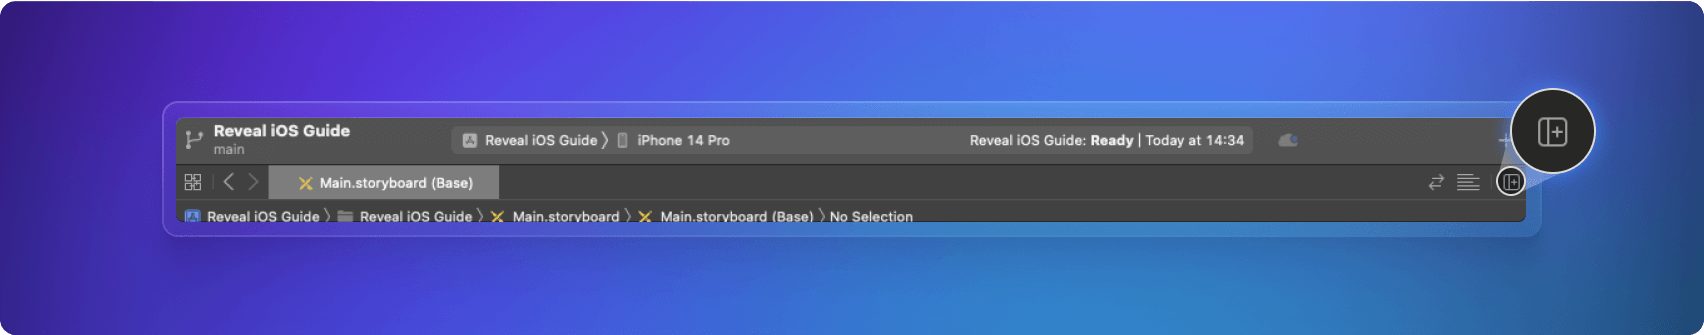 Reveal iOS Guide
main
Reveal iOS Guide 〉 iPhone 14 Pro
Reveal iOS Guide: Ready | Today at 14:34
Main.storyboard (Base)
Reveal iOS Guide 〉 Reveal iOS Guide 〉 Main.storyboard 〉 Main.storyboard (Base) 〉 No Selection